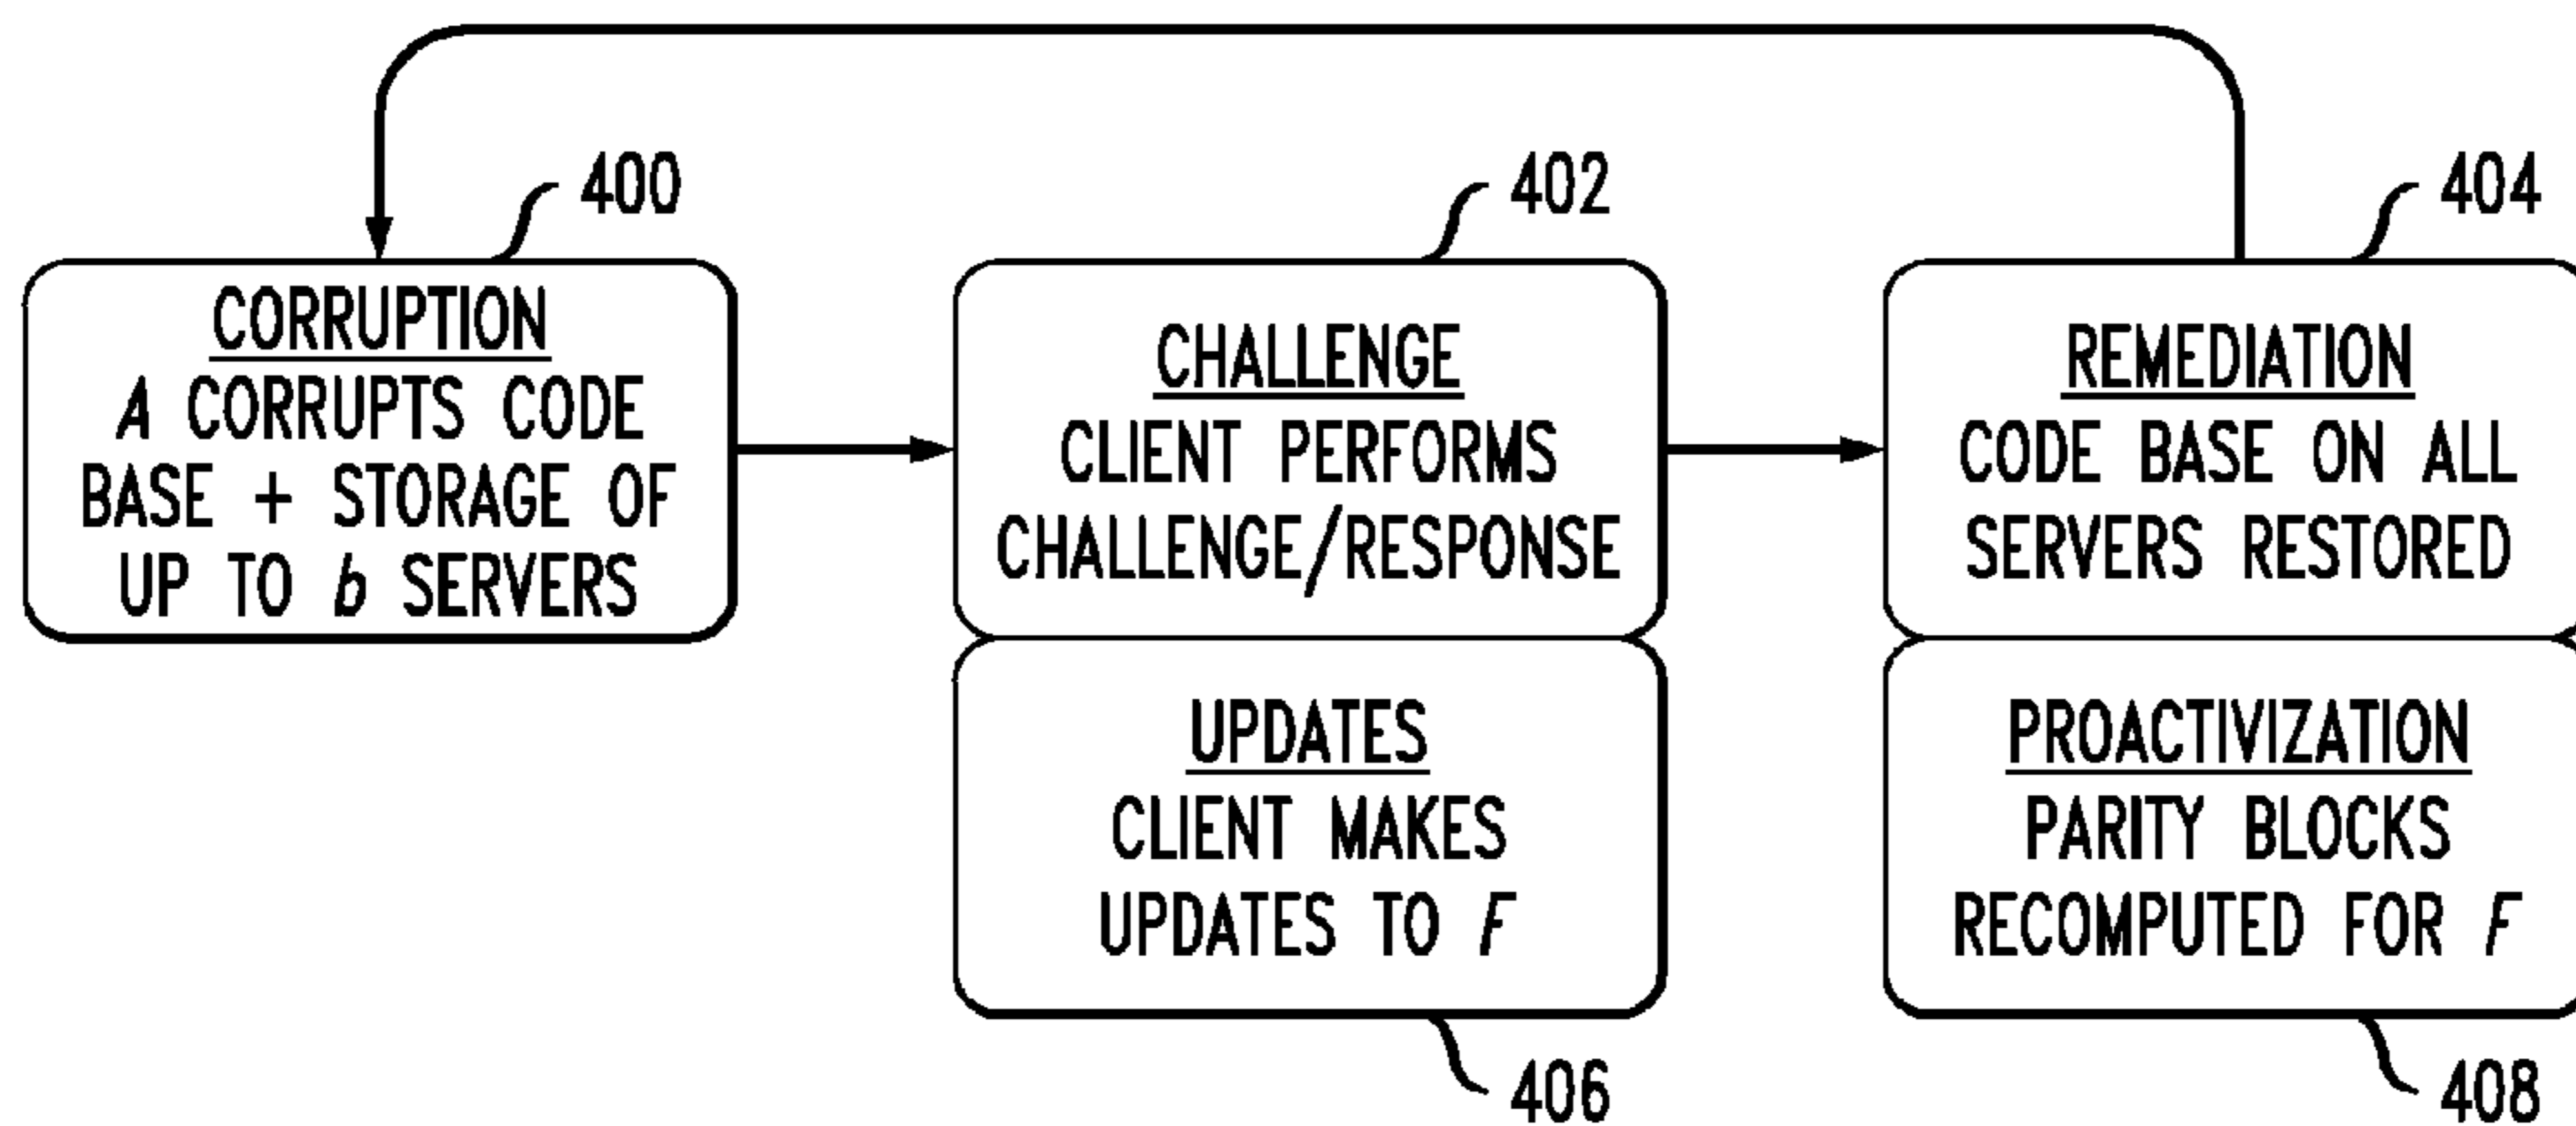 400
CORRUPTION
A CORRUPTS CODE
BASE + STORAGE OF
UP TO b SERVERS
402
CHALLENGE
CLIENT PERFORMS
CHALLENGE/RESPONSE
404
REMEDIATION
CODE BASE ON ALL
SERVERS RESTORED
UPDATES
CLIENT MAKES
UPDATES TO F
406
PROACTIVIZATION
PARITY BLOCKS
RECOMPUTED FOR F
408